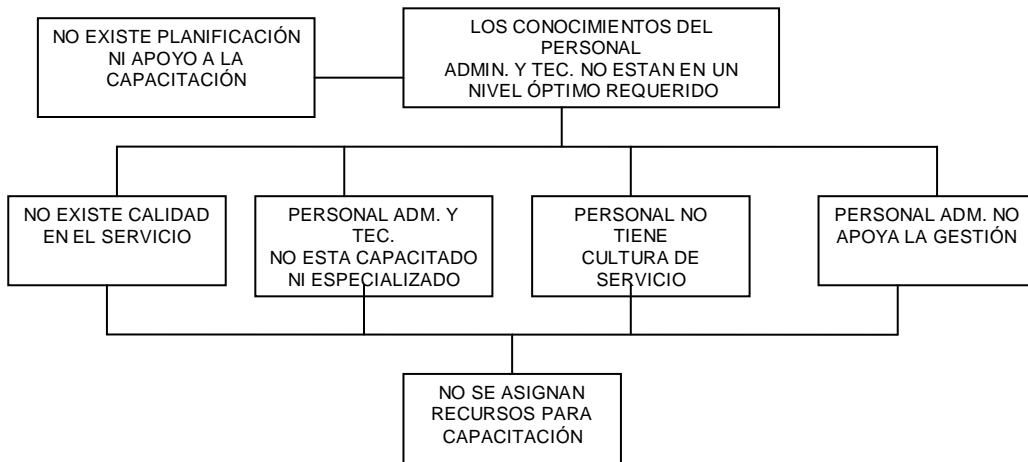 NO EXISTE PLANIFICACIÓN
NI APOYO A LA
CAPACITACIÓN
LOS CONOCIMIENTOS DEL
PERSONAL
ADMIN. Y TEC. NO ESTAN EN UN
NIVEL ÓPTIMO REQUERIDO
NO EXISTE CALIDAD
EN EL SERVICIO
PERSONAL ADM. Y
TEC.
NO ESTA CAPACITADO
NI ESPECIALIZADO
PERSONAL NO
TIENE
CULTURA DE
SERVICIO
PERSONAL ADM. NO
APOYA LA GESTIÓN
NO SE ASIGNAN
RECURSOS PARA
CAPACITACIÓN